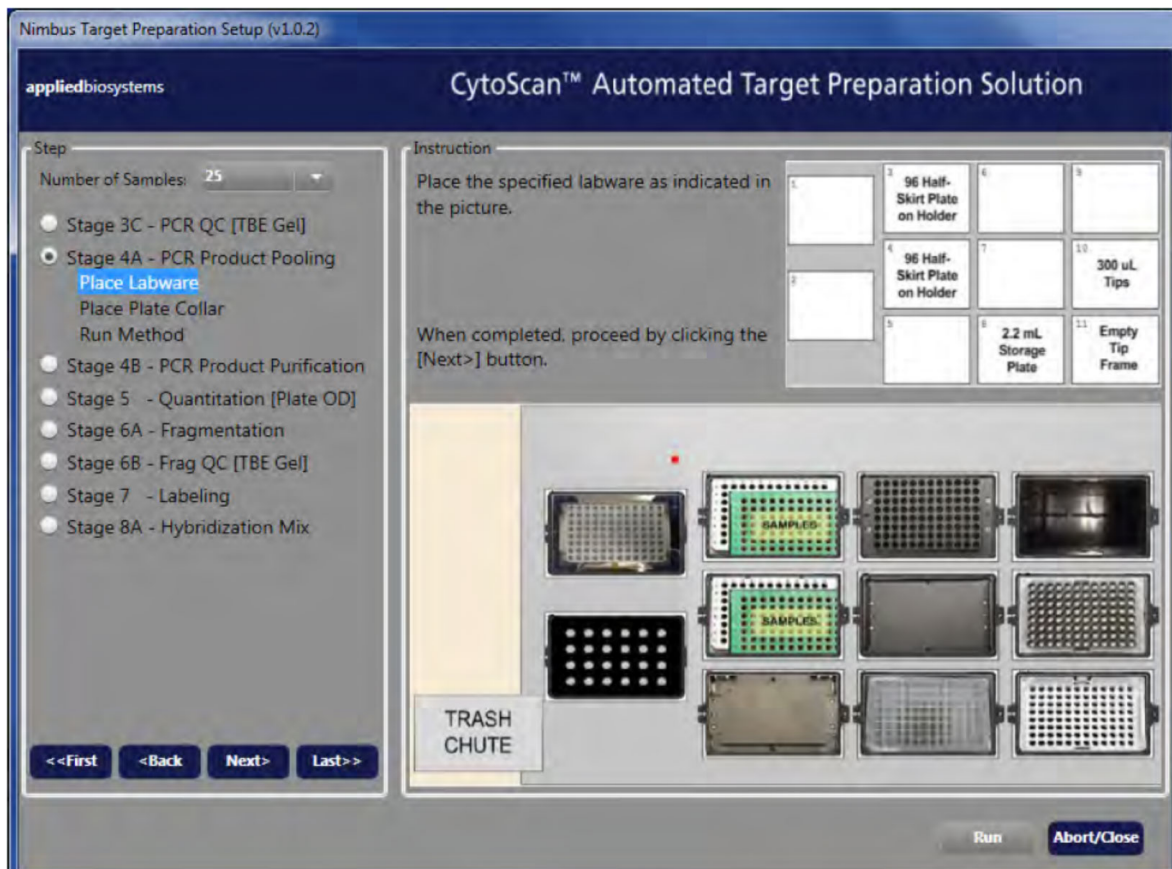 Nimbus Target Preparation Setup (v1.0.2)
appliedbiosystems
CytoScan™ Automated Target Preparation Solution
Step
Number of Samples: 25
Stage 3C - PCR QC [TBE Gel]
Stage 4A - PCR Product Pooling
Place Labware
Place Plate Collar
Run Method
Stage 4B - PCR Product Purification
Stage 5 - Quantitation [Plate OD]
Stage 6A - Fragmentation
Stage 6B - Frag QC [TBE Gel]
Stage 7 - Labeling
Stage 8A - Hybridization Mix
<<First
<Back
Next>
Last>>
Instruction
Place the specified labware as indicated in
the picture.
When completed, proceed by clicking the
[Next>] button.
1
2
3
96 Half-
Skirt Plate
on Holder
4
96 Half-
Skirt Plate
on Holder
5
6
7
8
2.2 mL
Storage
Plate
9
10
300 uL
Tips
11
Empty
Tip
Frame
SAMPLES
SAMPLES
TRASH
CHUTE
Run
Abort/Close